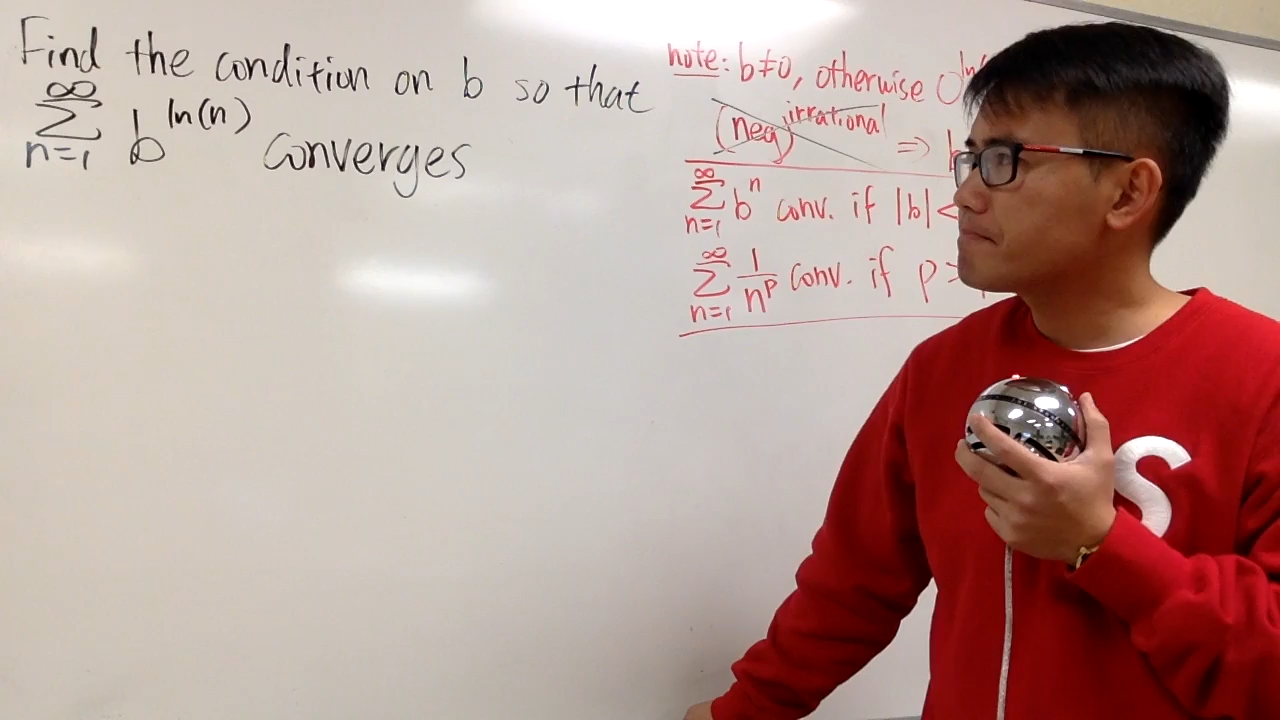 Find the condition on b so that
∞
∑ b^ln(n) converges
n=1
note: b≠0, otherwise 0^ln(
(neg)^irrational ⇒ b
∞
∑ b^n conv. if |b| <
n=1
∞
∑ 1/n^p conv. if p >
n=1
S